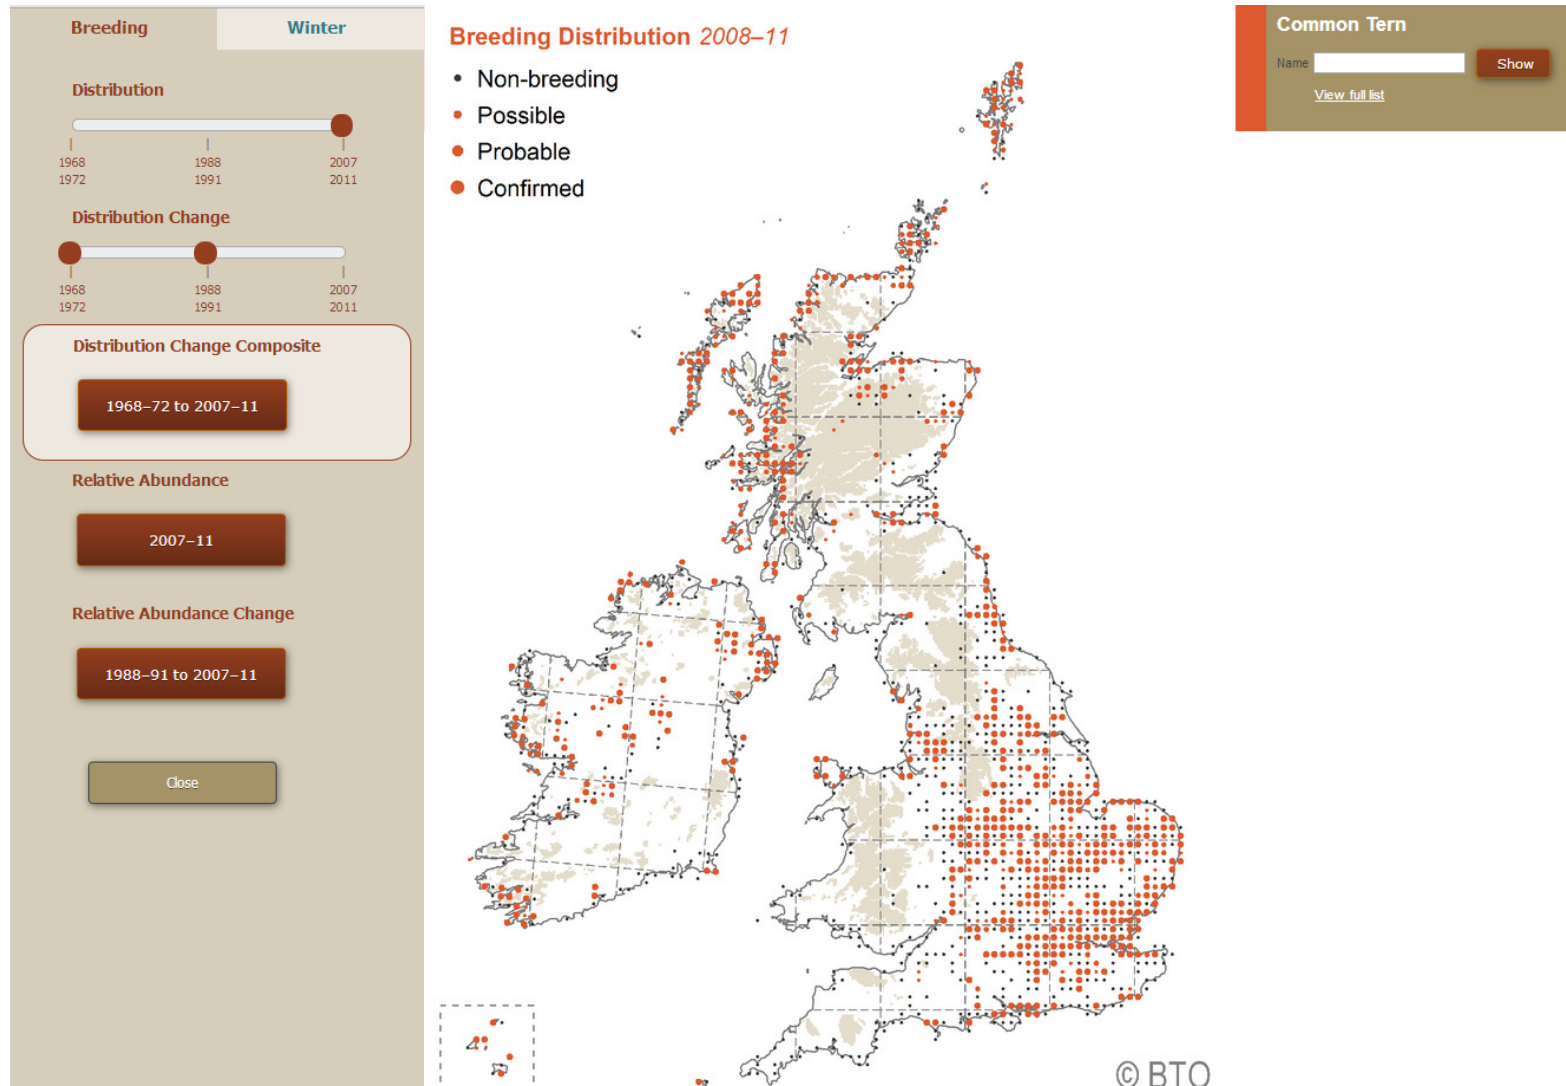 Breeding
Winter
Distribution
1968
1972
1988
1991
2007
2011
Distribution Change
1968
1972
1988
1991
2007
2011
Distribution Change Composite
1968–72 to 2007–11
Relative Abundance
2007–11
Relative Abundance Change
1988–91 to 2007–11
Close
Breeding Distribution 2008–11
Non-breeding
Possible
Probable
Confirmed
© BTO
Common Tern
Name
Show
View full list